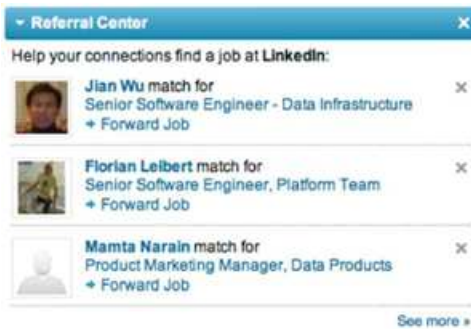 Referral Center
Help your connections find a job at LinkedIn:
Jian Wu match for
Senior Software Engineer - Data Infrastructure
+ Forward Job
Florian Leibert match for
Senior Software Engineer, Platform Team
+ Forward Job
Mamta Narain match for
Product Marketing Manager, Data Products
+ Forward Job
See more »